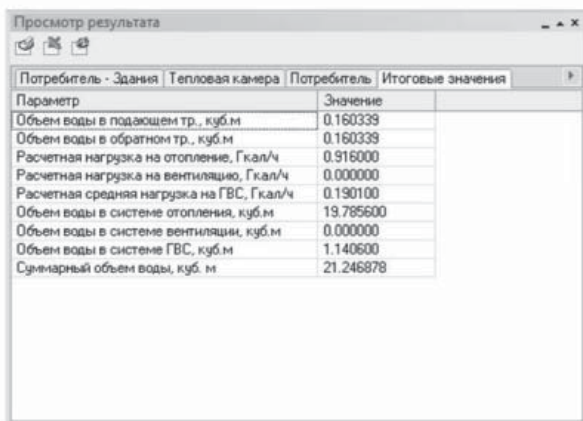 Просмотр результата
Потребитель - Здания Тепловая камера Потребитель Итоговые значения
Параметр Значение
Объем воды в подающем тр., куб.м 0.160339
Объем воды в обратном тр., куб.м 0.160339
Расчетная нагрузка на отопление, Гкал/ч 0.916000
Расчетная нагрузка на вентиляцию, Гкал/ч 0.000000
Расчетная средняя нагрузка на ГВС, Гкал/ч 0.190100
Объем воды в системе отопления, куб.м 19.785600
Объем воды в системе вентиляции, куб.м 0.000000
Объем воды в системе ГВС, куб.м 1.140600
Суммарный объем воды, куб. м 21.246878